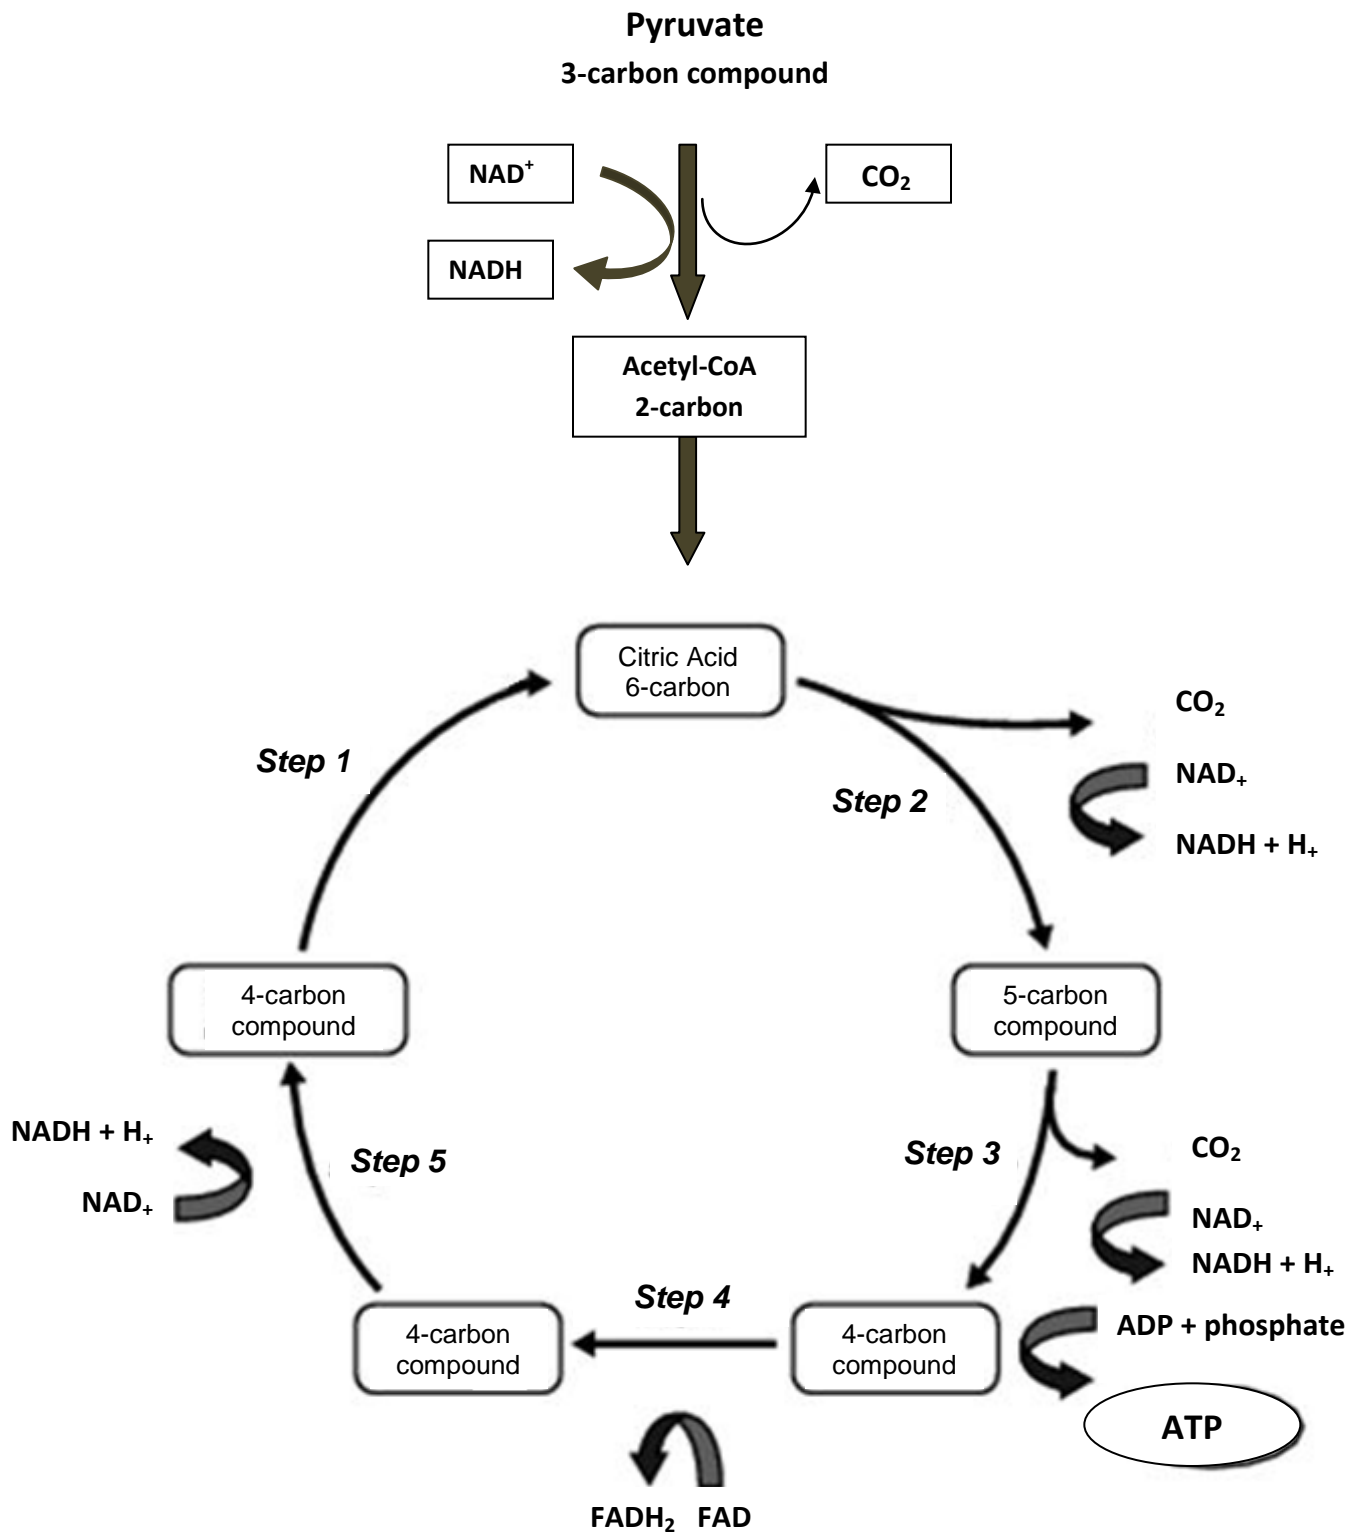 Pyruvate
3-carbon compound
NAD⁺
CO₂
NADH
Acetyl-CoA
2-carbon
Citric Acid
6-carbon
CO₂
Step 1
NAD₊
Step 2
NADH + H₊
4-carbon
compound
5-carbon
compound
NADH + H₊
Step 5
Step 3
CO₂
NAD₊
NAD₊
NADH + H₊
Step 4
4-carbon
compound
4-carbon
compound
ADP + phosphate
ATP
FADH₂ FAD